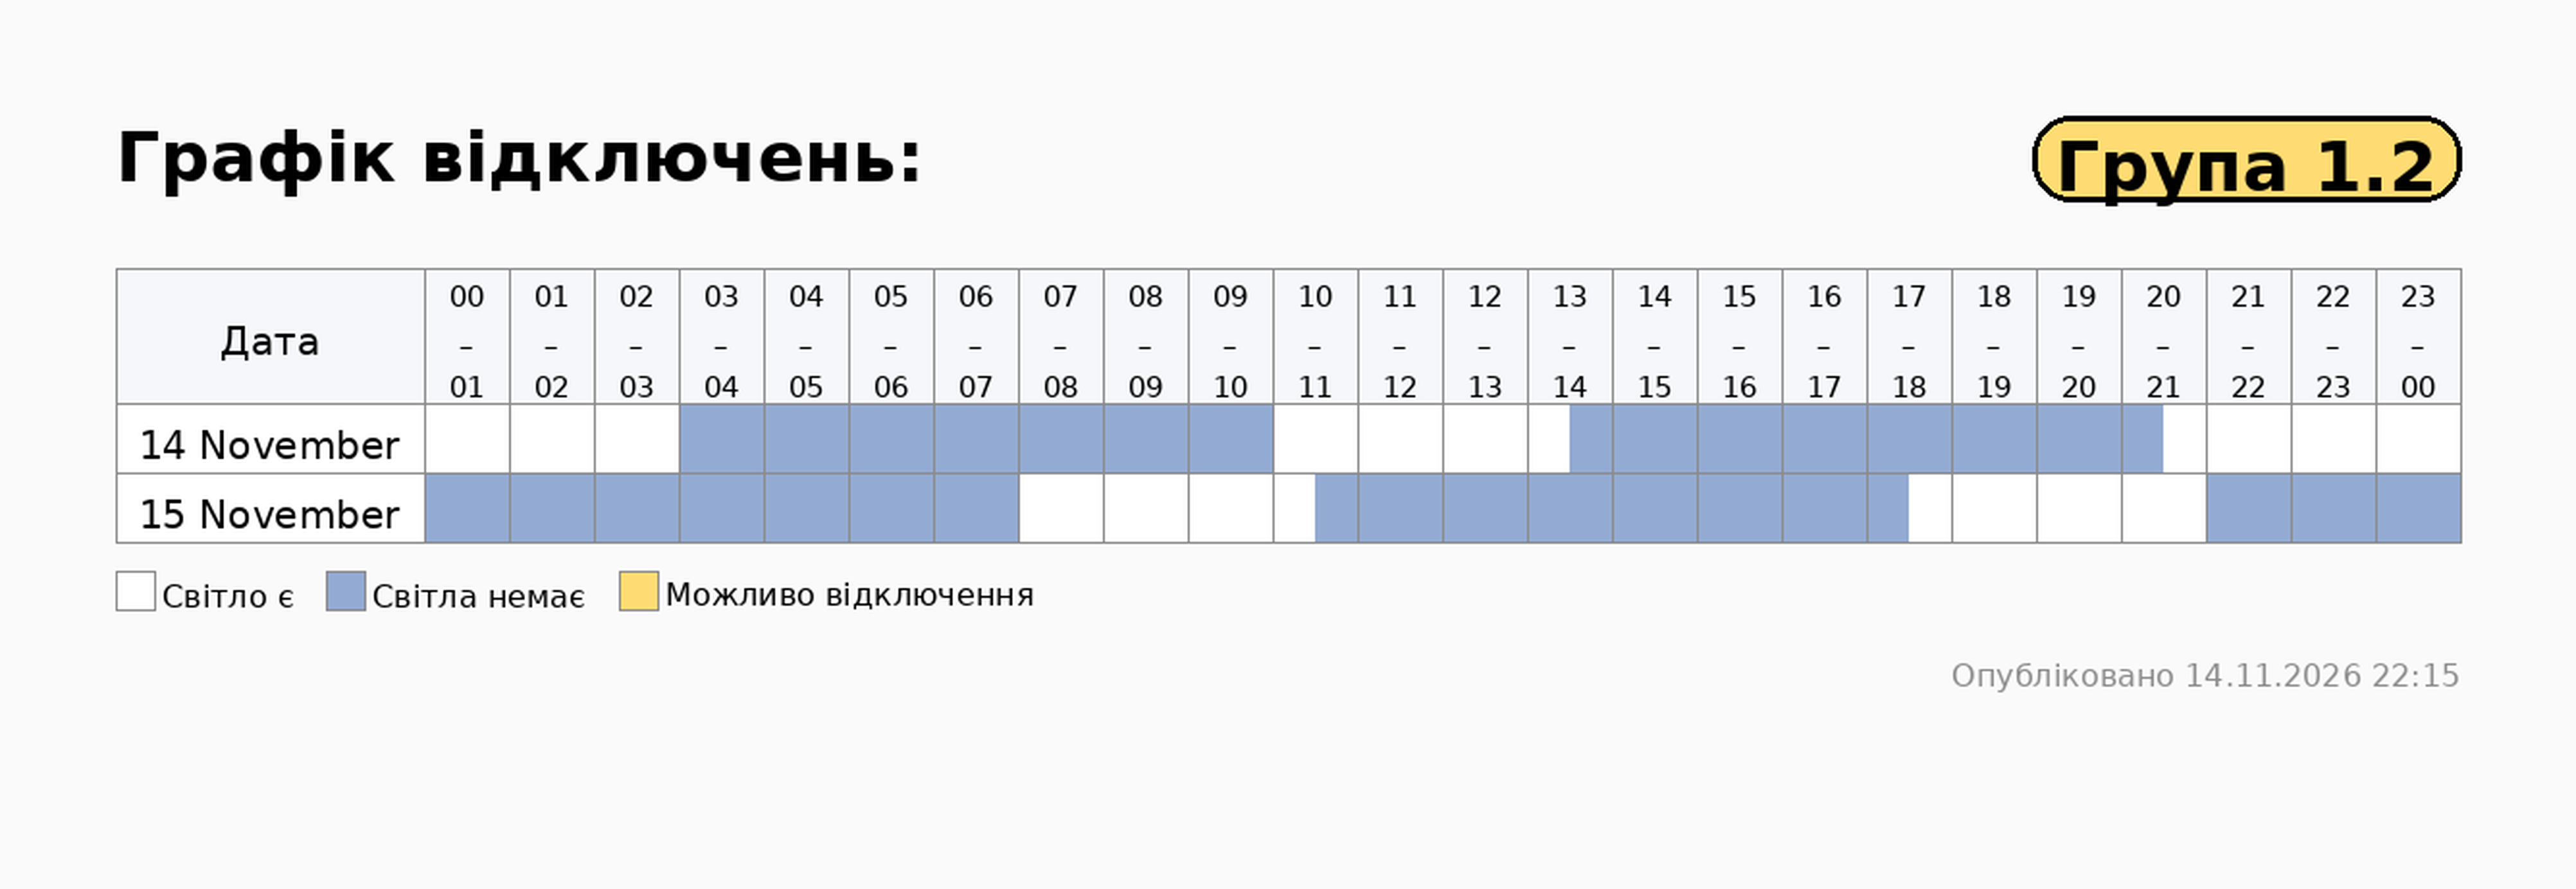 Графік відключень:
Група 1.2
Дата
00 – 01
01 – 02
02 – 03
03 – 04
04 – 05
05 – 06
06 – 07
07 – 08
08 – 09
09 – 10
10 – 11
11 – 12
12 – 13
13 – 14
14 – 15
15 – 16
16 – 17
17 – 18
18 – 19
19 – 20
20 – 21
21 – 22
22 – 23
23 – 00
14 November
15 November
Світло є
Світла немає
Можливо відключення
Опубліковано 14.11.2026 22:15